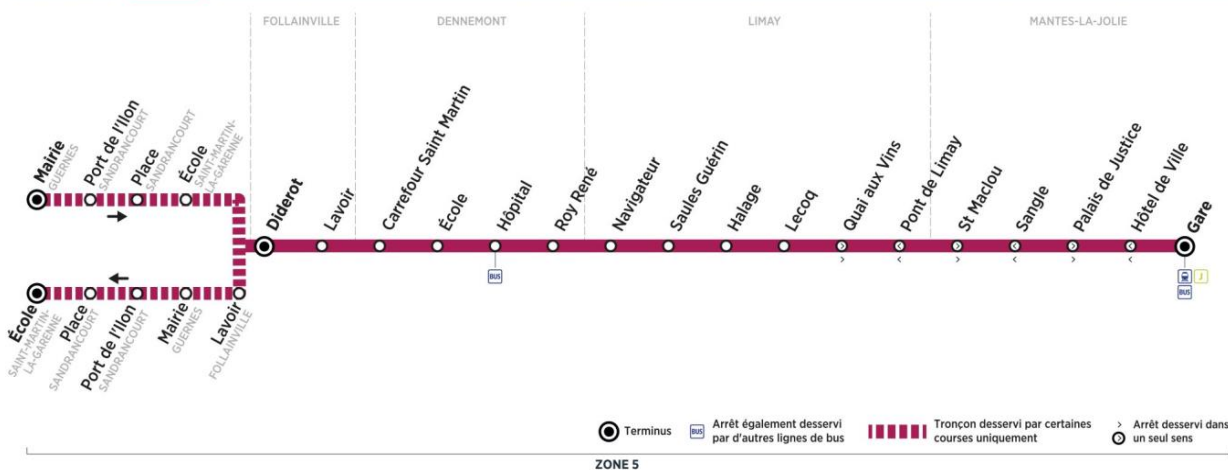 FOLLAINVILLE
DENNEMONT
LIMAY
MANTES-LA-JOLIE
Mairie
GUERNES
Port de l'Ilon
SANDRANCOURT
Place
SANDRANCOURT
École
SAINT-MARTIN-
LA-GARENNE
Diderot
Lavoir
Carrefour Saint Martin
École
Hôpital
Roy René
Navigateur
Saules Guérin
Halage
Lecoq
Quai aux Vins
Pont de Limay
St Maclou
Sangle
Palais de Justice
Hôtel de Ville
Gare
BUS
J
BUS
École
SAINT-MARTIN-
LA-GARENNE
Place
SANDRANCOURT
Port de l'Ilon
SANDRANCOURT
Mairie
GUERNES
Lavoir
FOLLAINVILLE
Terminus
BUS
Arrêt également desservi
par d'autres lignes de bus
Tronçon desservi par certaines
courses uniquement
Arrêt desservi dans
un seul sens
ZONE 5